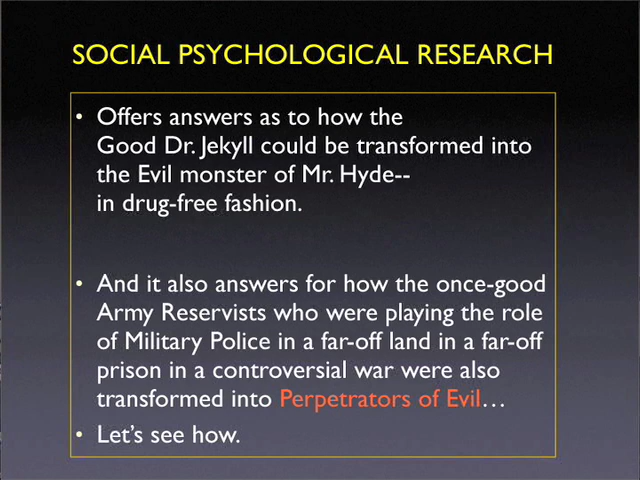 SOCIAL PSYCHOLOGICAL RESEARCH
• Offers answers as to how the
Good Dr. Jekyll could be transformed into
the Evil monster of Mr. Hyde--
in drug-free fashion.
• And it also answers for how the once-good
Army Reservists who were playing the role
of Military Police in a far-off land in a far-off
prison in a controversial war were also
transformed into Perpetrators of Evil…
• Let’s see how.